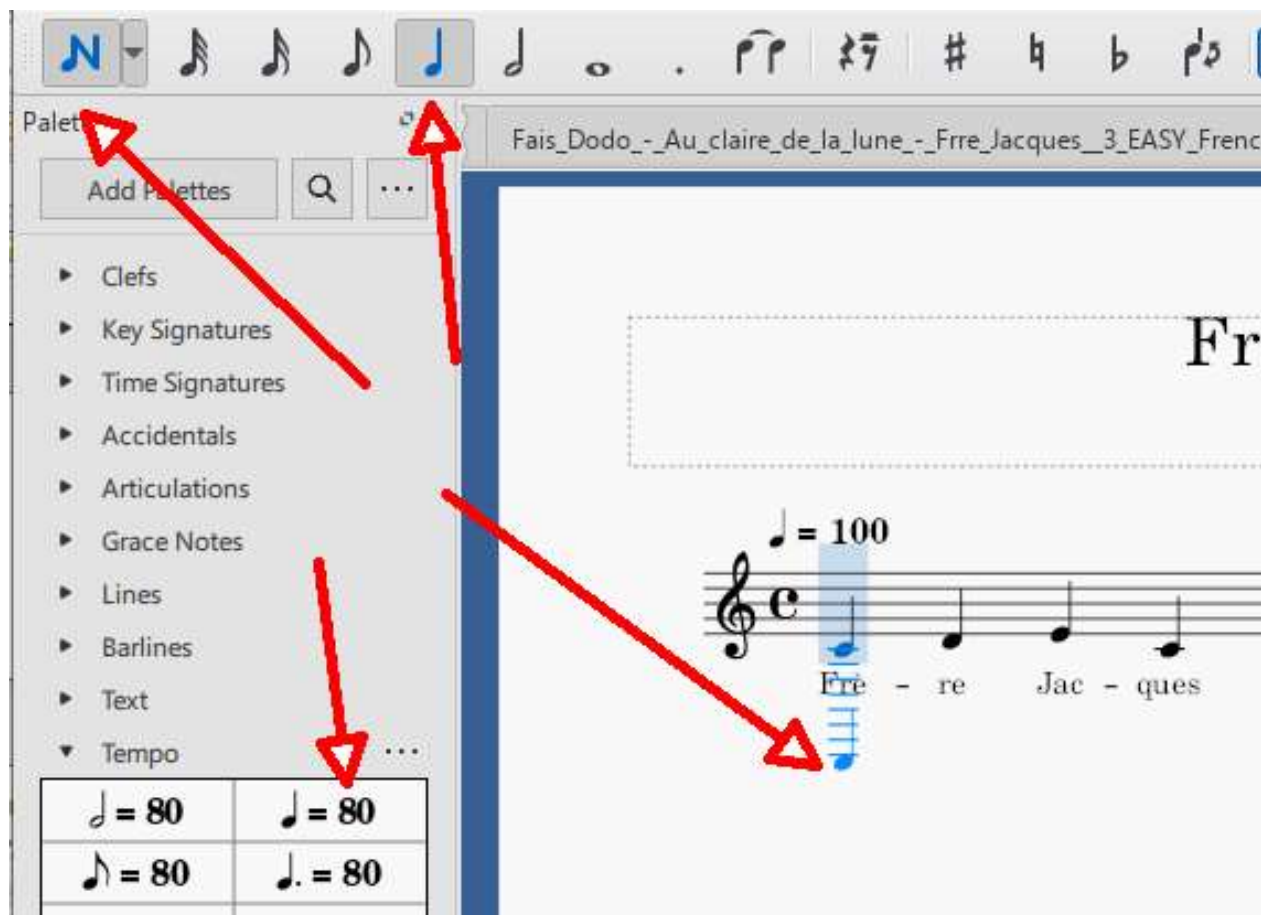 Palet
Add Palettes
Fais_Dodo_-_Au_claire_de_la_lune_-_Frre_Jacques__3_EASY_Frenc
Clefs
Key Signatures
Time Signatures
Accidentals
Articulations
Grace Notes
Lines
Barlines
Text
Tempo
= 80
= 80
= 80
= 80
Fr
= 100
Fre - re Jac - ques